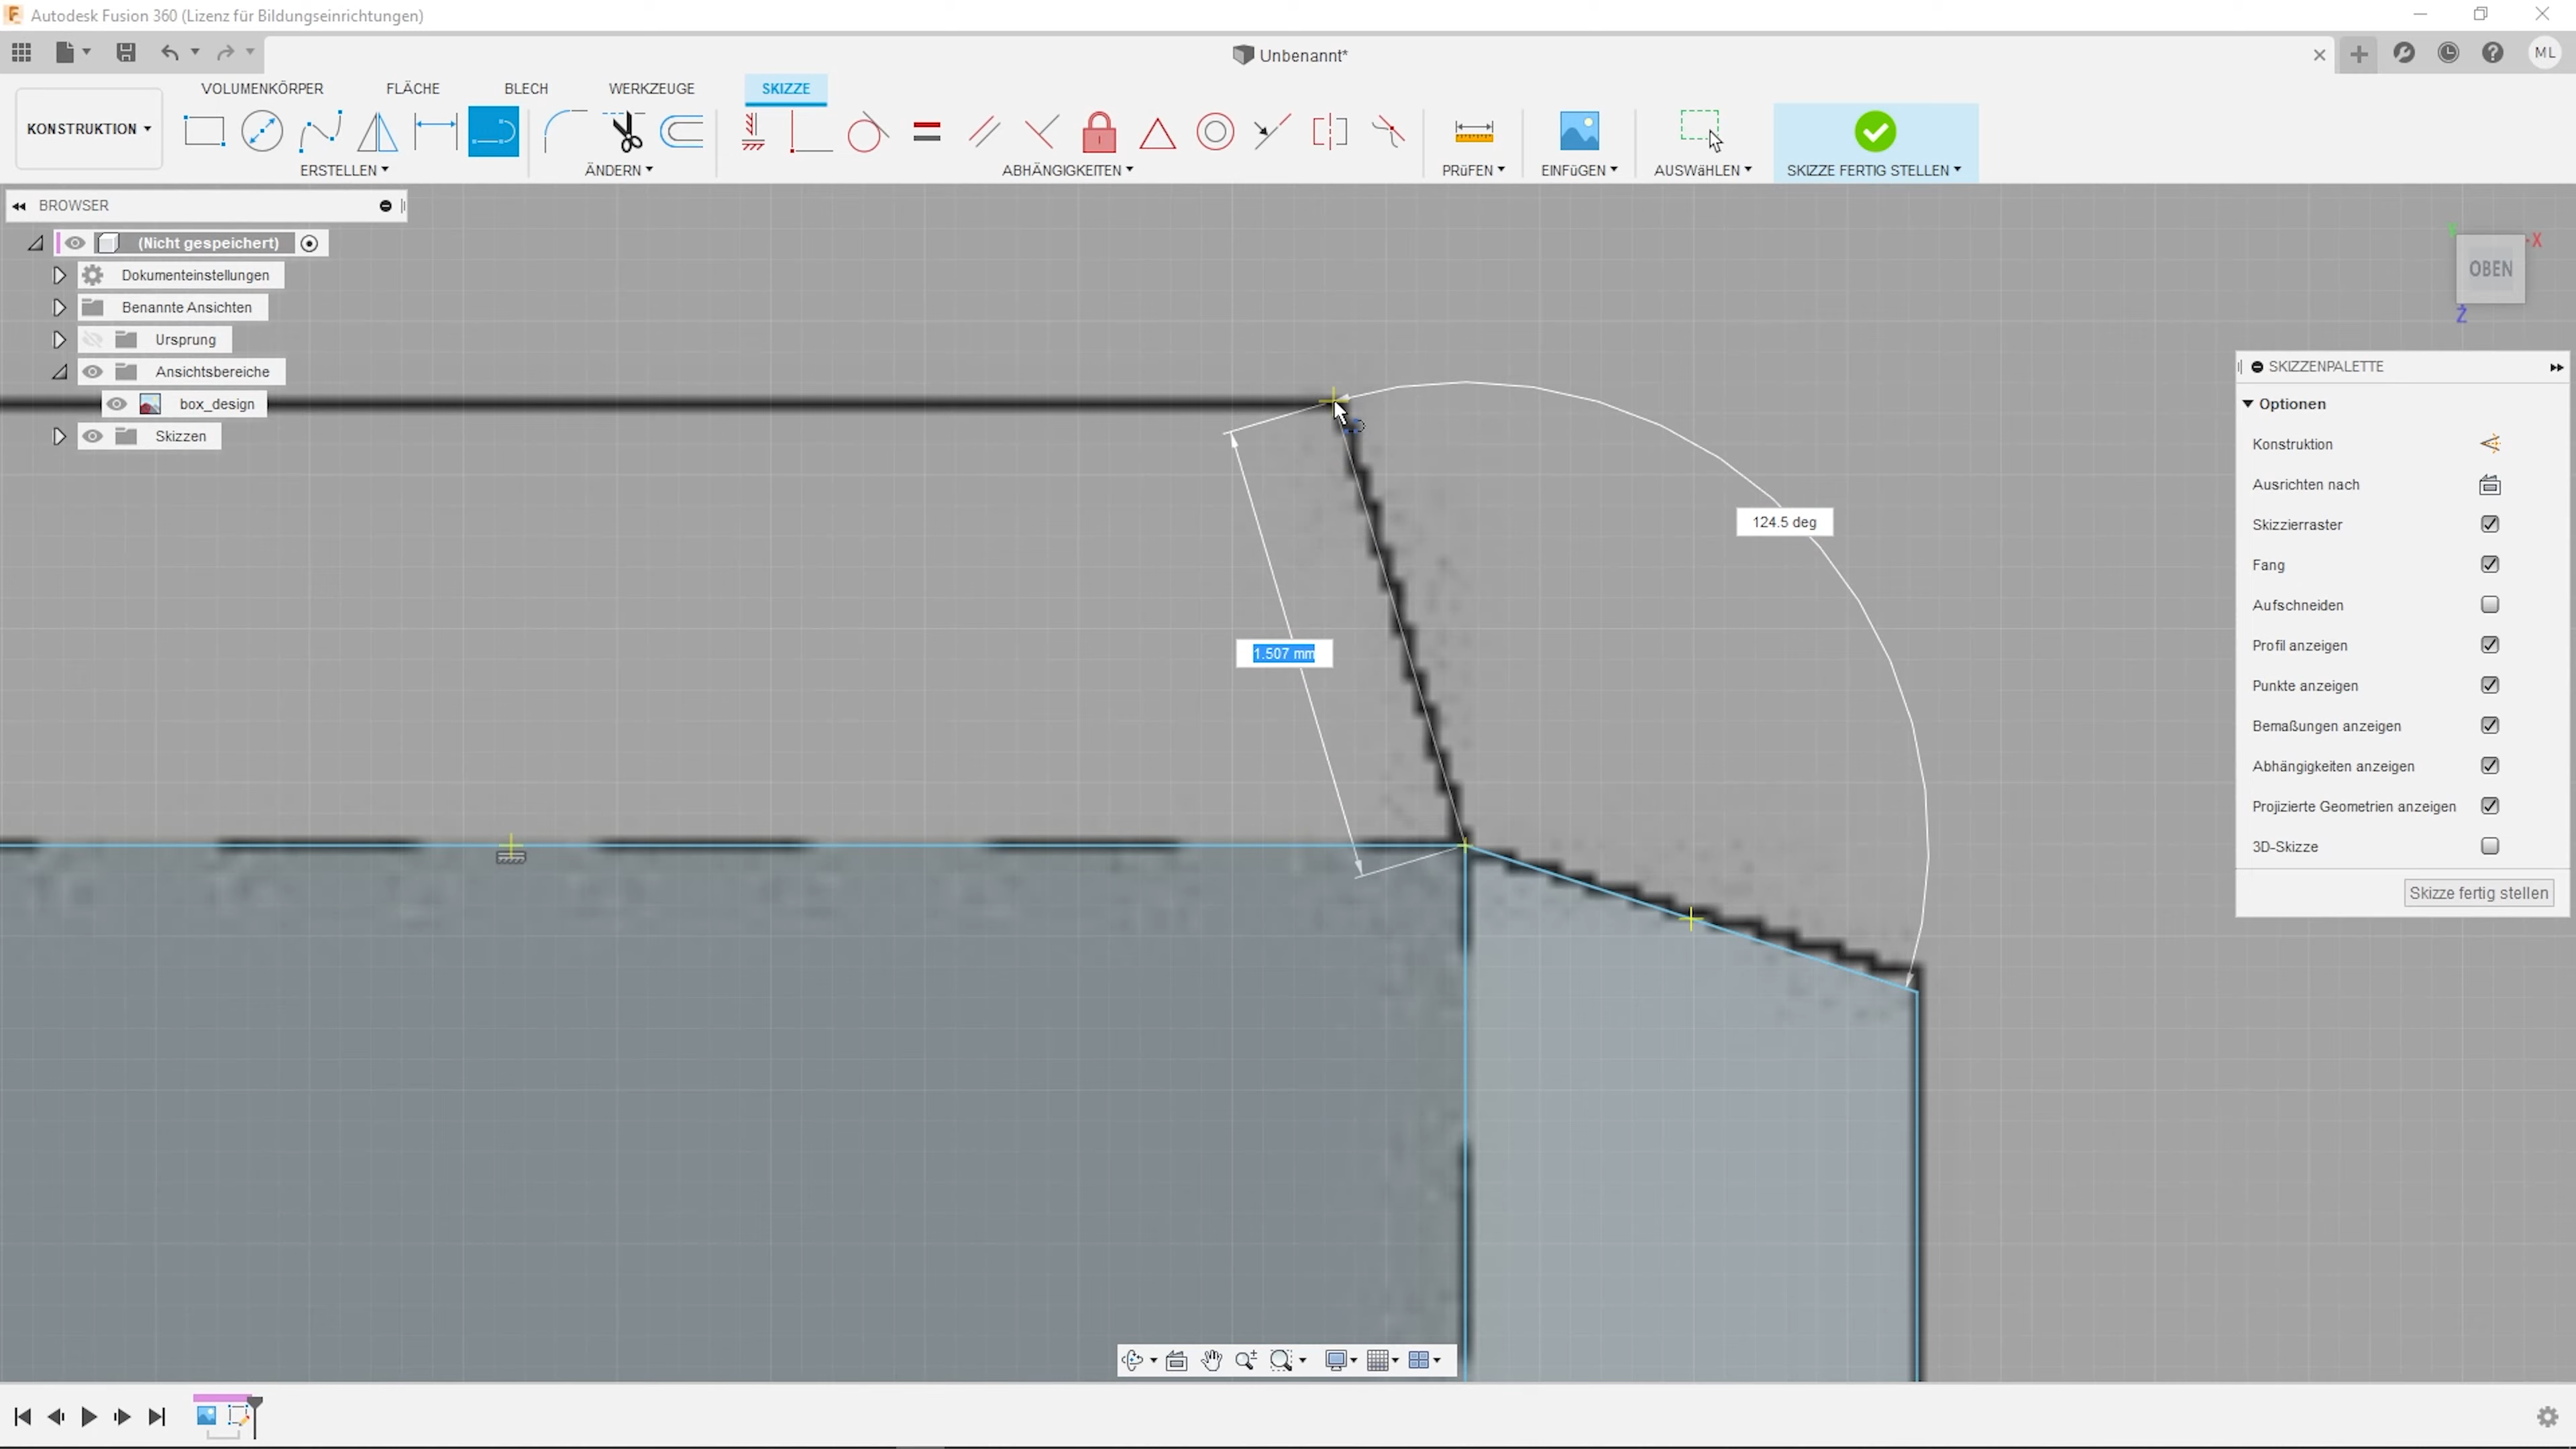 Autodesk Fusion 360 (Lizenz für Bildungseinrichtungen)
Unbenannt*
ML
VOLUMENKÖRPER FLÄCHE BLECH WERKZEUGE SKIZZE
KONSTRUKTION
ERSTELLEN ÄNDERN ABHÄNGIGKEITEN PRüFEN EINFüGEN AUSWäHLEN SKIZZE FERTIG STELLEN
BROWSER
(Nicht gespeichert)
Dokumenteinstellungen
Benannte Ansichten
Ursprung
Ansichtsbereiche
box_design
Skizzen
X
OBEN
Z
124.5 deg
1.507 mm
SKIZZENPALETTE
Optionen
Konstruktion
Ausrichten nach
Skizzierraster
Fang
Aufschneiden
Profil anzeigen
Punkte anzeigen
Bemaßungen anzeigen
Abhängigkeiten anzeigen
Projizierte Geometrien anzeigen
3D-Skizze
Skizze fertig stellen